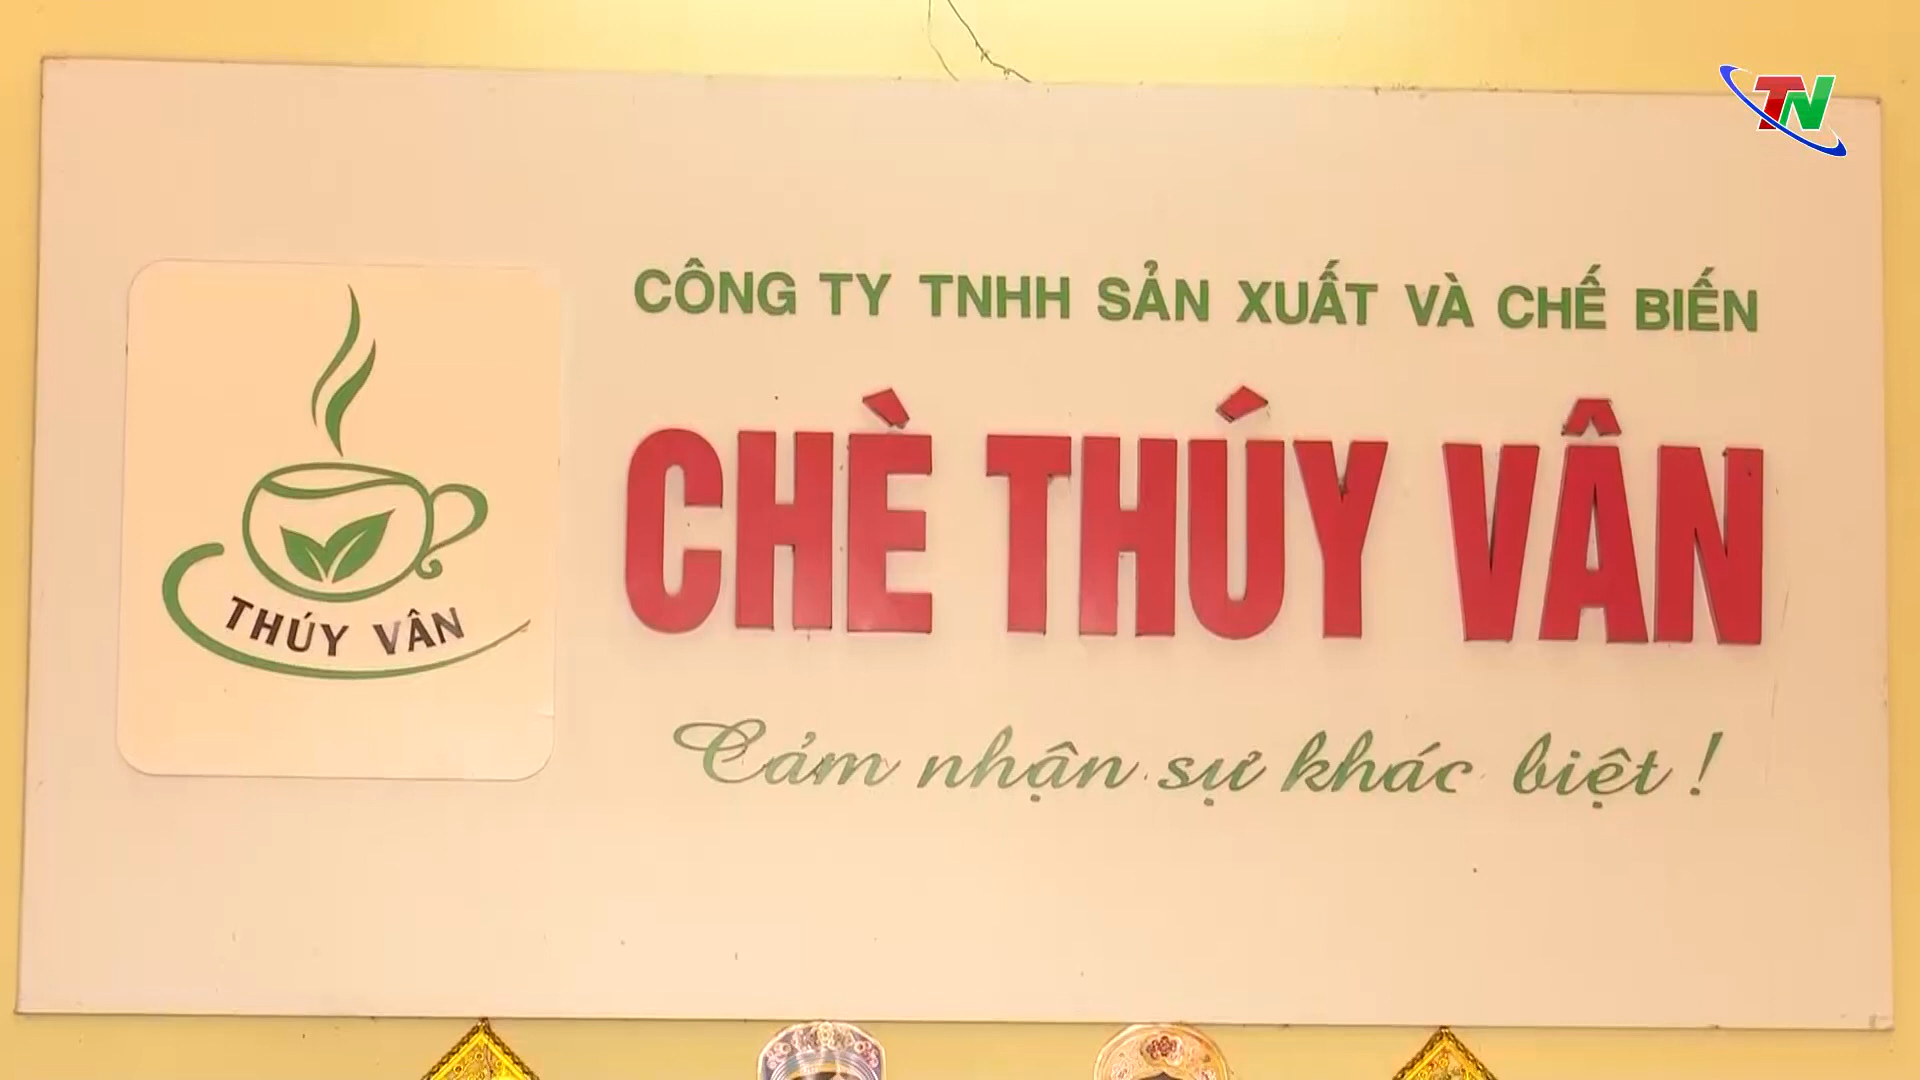 TN
CÔNG TY TNHH SẢN XUẤT VÀ CHẾ BIẾN
CHÈ THÚY VÂN
THÚY VÂN
Cảm nhận sự khác biệt !